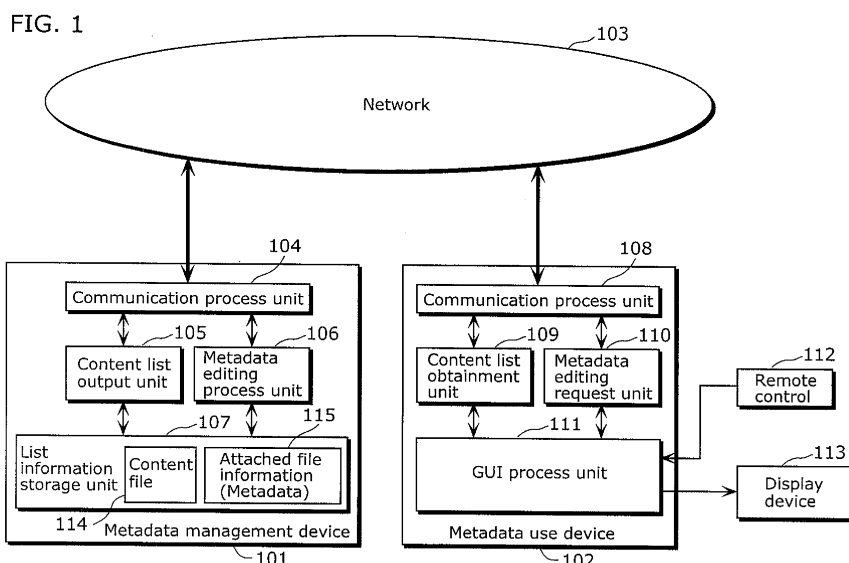 FIG. 1
103
Network
104
Communication process unit
105
106
Content list
output unit
Metadata
editing
process unit
107
115
List
information
storage unit
Content
file
Attached file
information
(Metadata)
114
Metadata management device
101
108
Communication process unit
109
110
Content list
obtainment
unit
Metadata
editing
request unit
111
GUI process unit
Metadata use device
102
112
Remote
control
113
Display
device